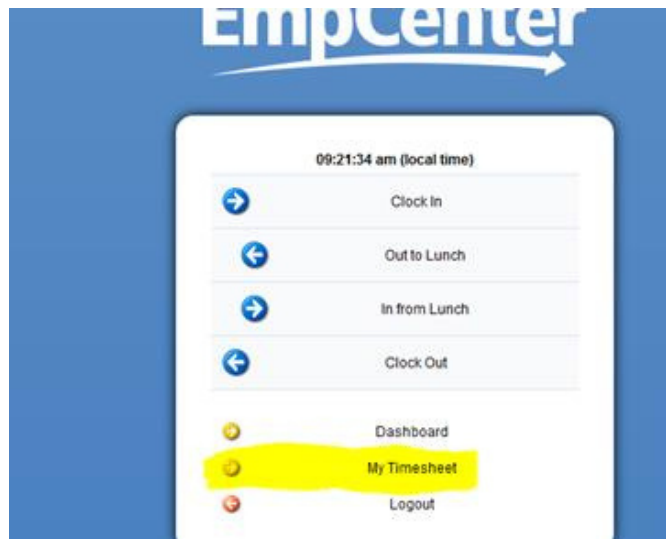 EmpCenter
09:21:34 am (local time)
Clock In
Out to Lunch
In from Lunch
Clock Out
Dashboard
My Timesheet
Logout